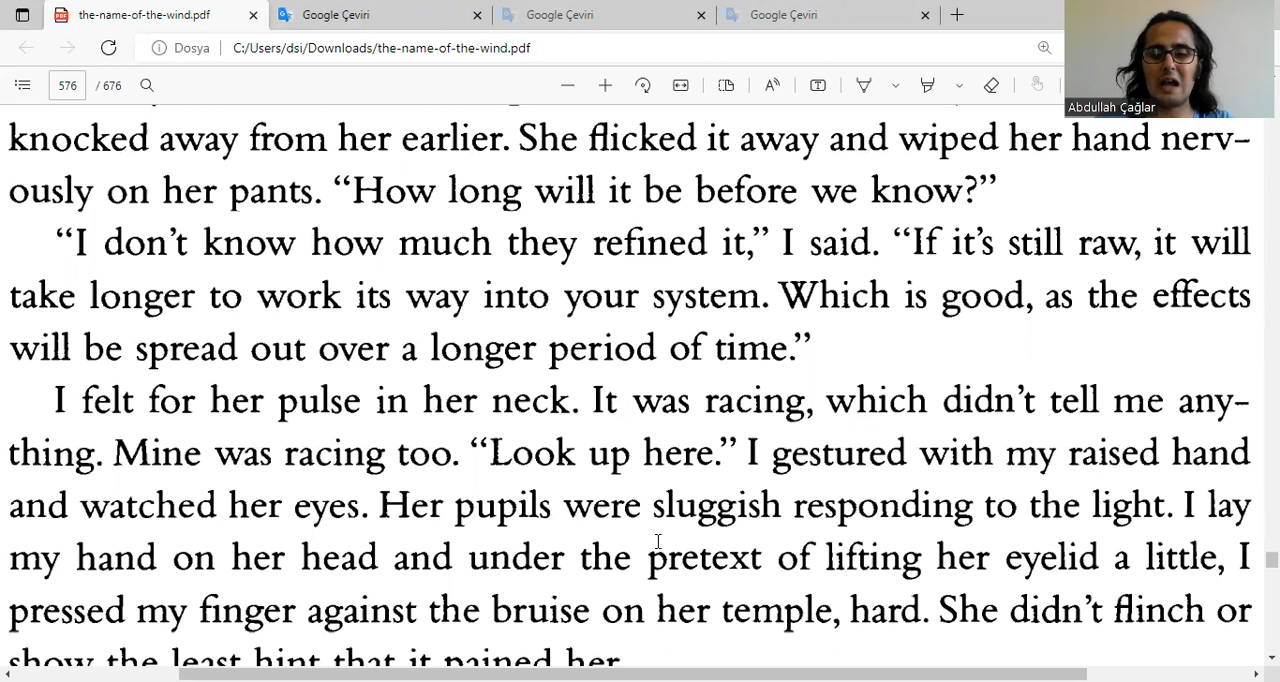 the-name-of-the-wind.pdf
Google Çeviri
Google Çeviri
Google Çeviri
Dosya
C:/Users/dsi/Downloads/the-name-of-the-wind.pdf
576
/ 676
Abdullah Çağlar
knocked away from her earlier. She flicked it away and wiped her hand nerv-
ously on her pants. “How long will it be before we know?”
“I don’t know how much they refined it,” I said. “If it’s still raw, it will
take longer to work its way into your system. Which is good, as the effects
will be spread out over a longer period of time.”
I felt for her pulse in her neck. It was racing, which didn’t tell me any-
thing. Mine was racing too. “Look up here.” I gestured with my raised hand
and watched her eyes. Her pupils were sluggish responding to the light. I lay
my hand on her head and under the pretext of lifting her eyelid a little, I
pressed my finger against the bruise on her temple, hard. She didn’t flinch or
show the least hint that it pained her.